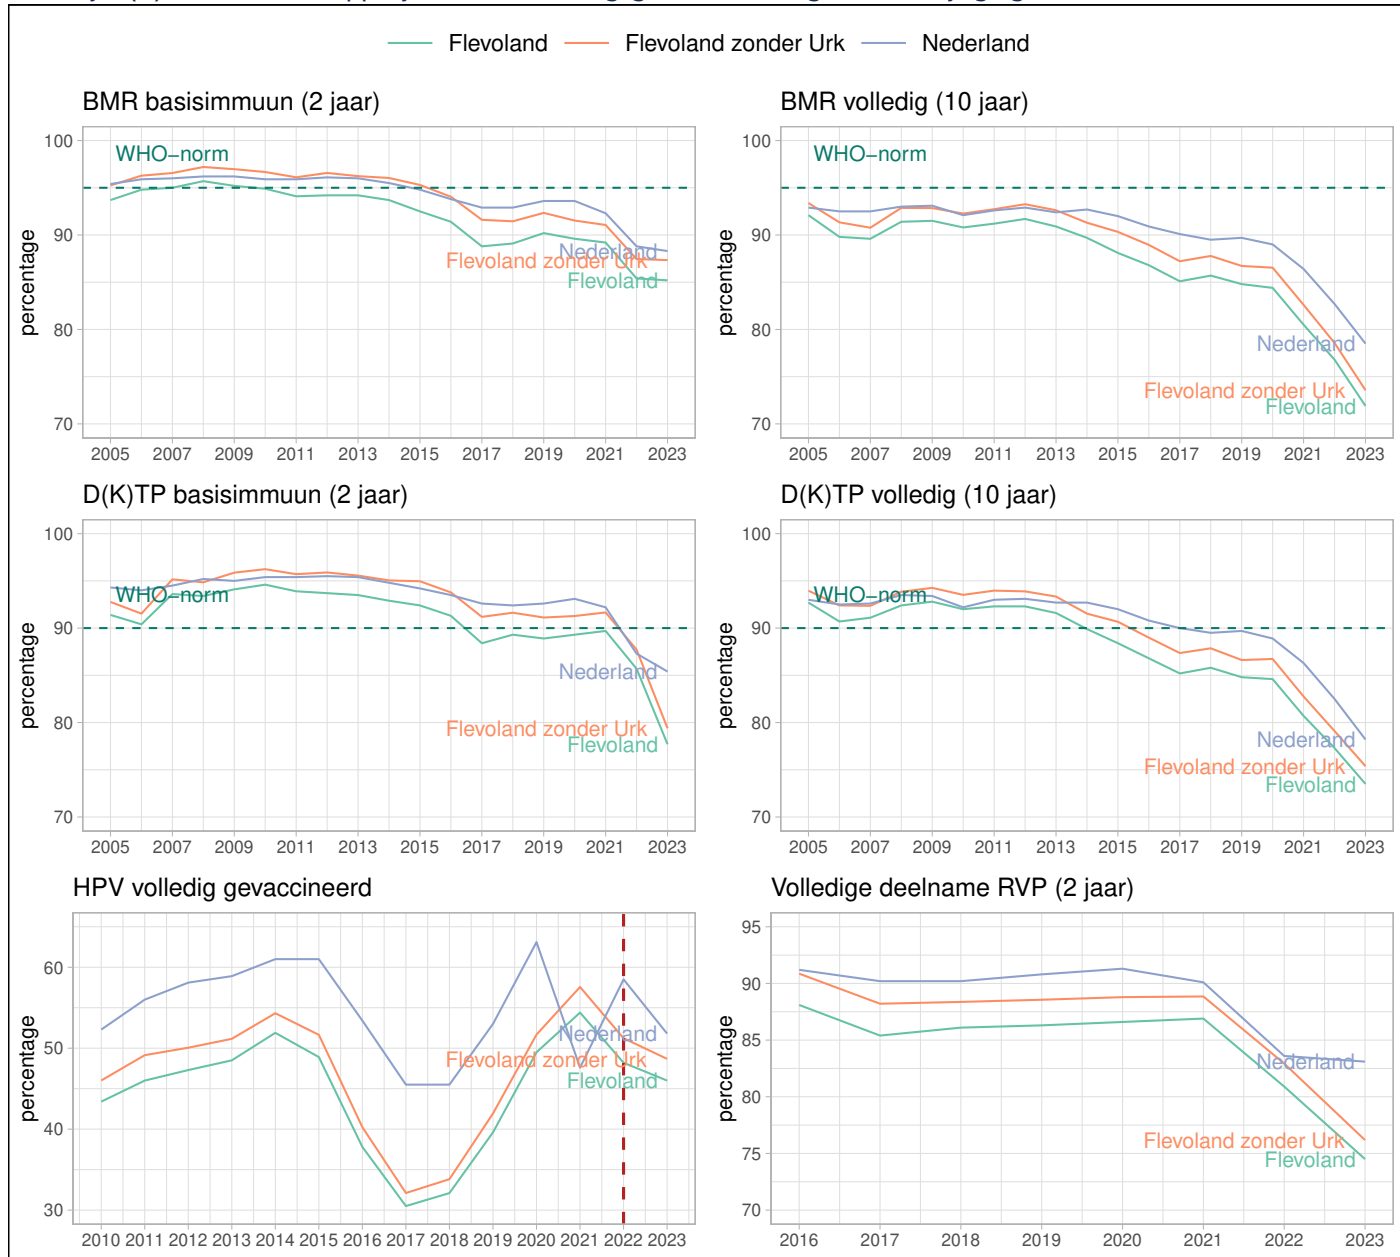 Flevoland Flevoland zonder Urk Nederland
BMR basisimmuun (2 jaar)
100
90
80
70
percentage
WHO−norm
Nederland
Flevoland zonder Urk
Flevoland
2005 2007 2009 2011 2013 2015 2017 2019 2021 2023
BMR volledig (10 jaar)
100
90
80
70
percentage
WHO−norm
Nederland
Flevoland zonder Urk
Flevoland
2005 2007 2009 2011 2013 2015 2017 2019 2021 2023
D(K)TP basisimmuun (2 jaar)
100
90
80
70
percentage
WHO−norm
Nederland
Flevoland zonder Urk
Flevoland
2005 2007 2009 2011 2013 2015 2017 2019 2021 2023
D(K)TP volledig (10 jaar)
100
90
80
70
percentage
WHO−norm
Nederland
Flevoland zonder Urk
Flevoland
2005 2007 2009 2011 2013 2015 2017 2019 2021 2023
HPV volledig gevaccineerd
60
50
40
30
percentage
Nederland
Flevoland zonder Urk
Flevoland
2010 2011 2012 2013 2014 2015 2016 2017 2018 2019 2020 2021 2022 2023
Volledige deelname RVP (2 jaar)
95
90
85
80
75
70
percentage
Nederland
Flevoland zonder Urk
Flevoland
2016 2017 2018 2019 2020 2021 2022 2023